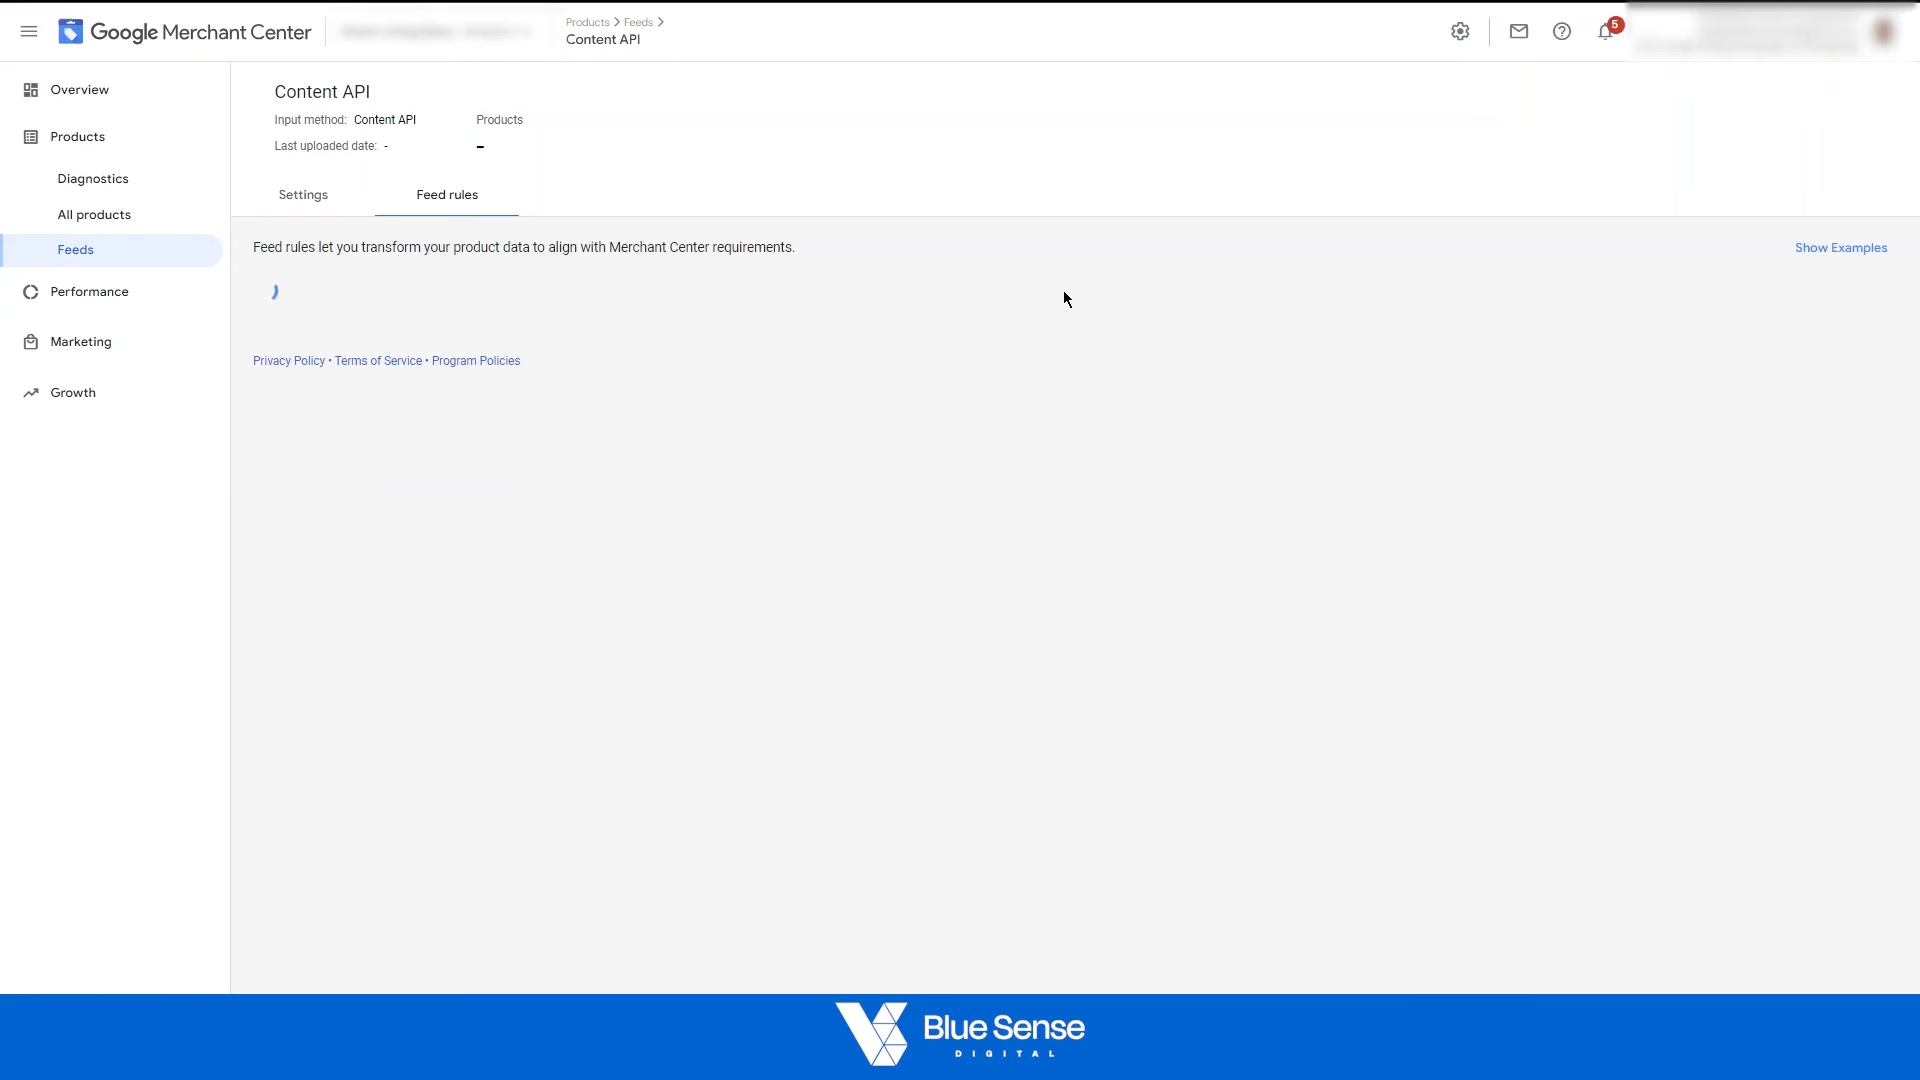 Google Merchant Center
Products > Feeds >
Content API
5
Overview
Products
Diagnostics
All products
Feeds
Performance
Marketing
Growth
Content API
Input method: Content API
Products
Last uploaded date: -
–
Settings
Feed rules
Feed rules let you transform your product data to align with Merchant Center requirements.
Show Examples
Privacy Policy • Terms of Service • Program Policies
Blue Sense
DIGITAL